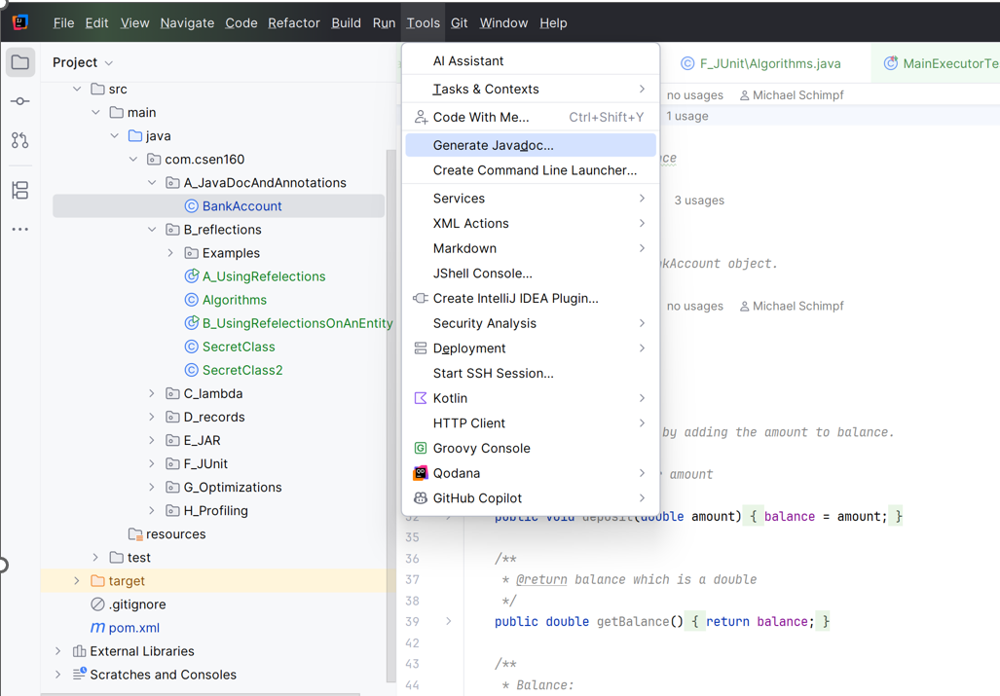 File Edit View Navigate Code Refactor Build Run Tools Git Window Help
Project
src
main
java
com.csen160
A_JavaDocAndAnnotations
BankAccount
B_reflections
Examples
A_UsingRefelections
Algorithms
B_UsingRefelectionsOnAnEntity
SecretClass
SecretClass2
C_lambda
D_records
E_JAR
F_JUnit
G_Optimizations
H_Profiling
resources
test
target
.gitignore
pom.xml
External Libraries
Scratches and Consoles
AI Assistant
Tasks & Contexts
Code With Me... Ctrl+Shift+Y
Generate Javadoc...
Create Command Line Launcher...
Services
XML Actions
Markdown
JShell Console...
Create IntelliJ IDEA Plugin...
Security Analysis
Deployment
Start SSH Session...
Kotlin
HTTP Client
Groovy Console
Qodana
GitHub Copilot
F_JUnit\Algorithms.java MainExecutorTe
no usages Michael Schimpf
1 usage
nce
3 usages
kAccount object.
no usages Michael Schimpf
by adding the amount to balance.
amount
32 public void deposit(double amount) { balance = amount; }
35
36 /**
37 * @return balance which is a double
38 */
39 public double getBalance() { return balance; }
42
43 /**
44 * Balance: